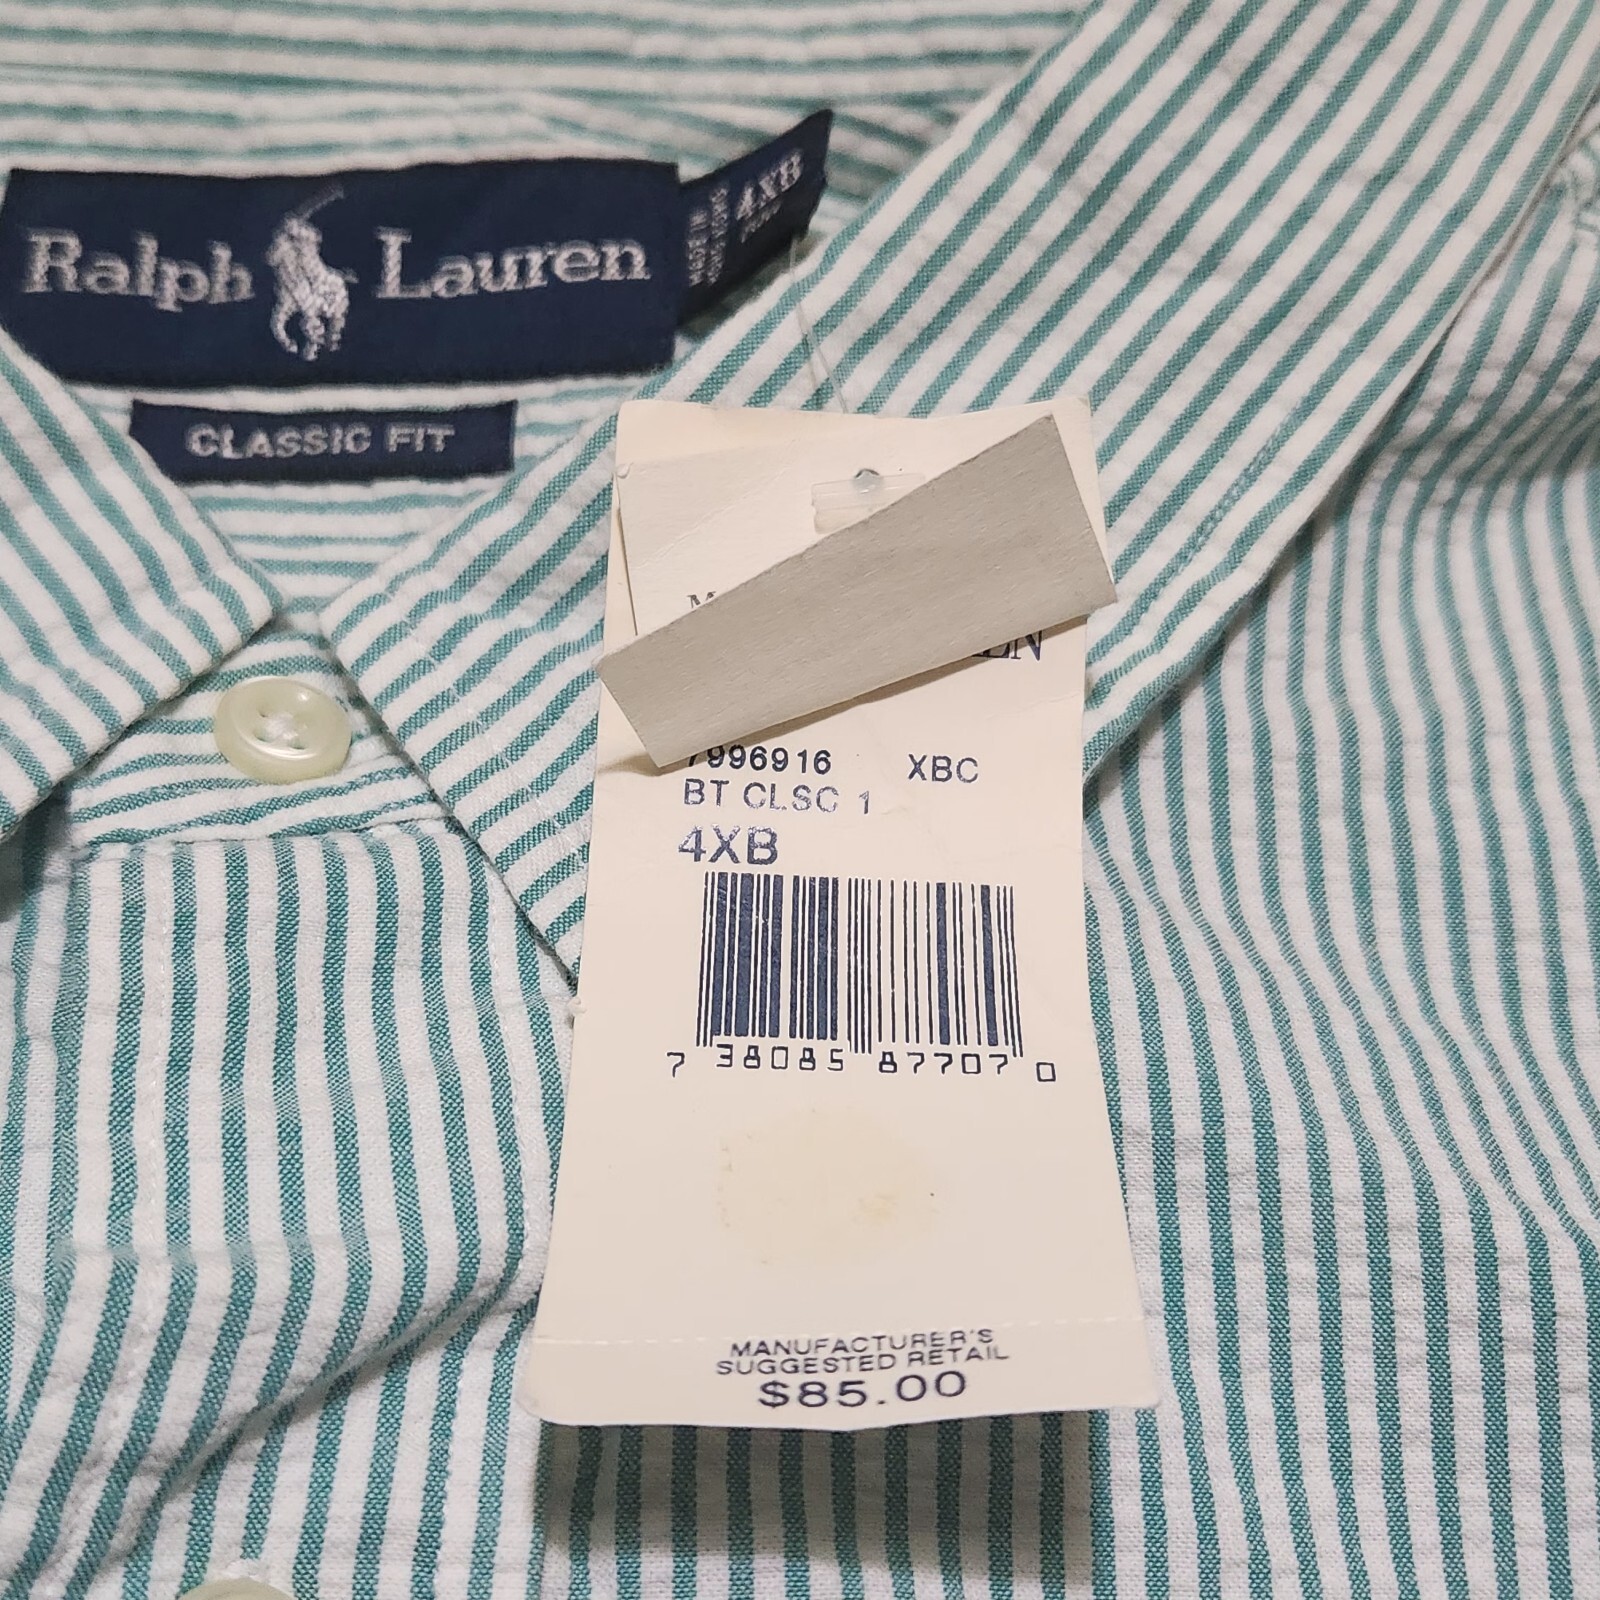 Ralph Lauren
4XB
CLASSIC FIT
7996916 XBC
BT CLSC 1
4XB
7 38085 87707 0
MANUFACTURER'S
SUGGESTED RETAIL
$85.00